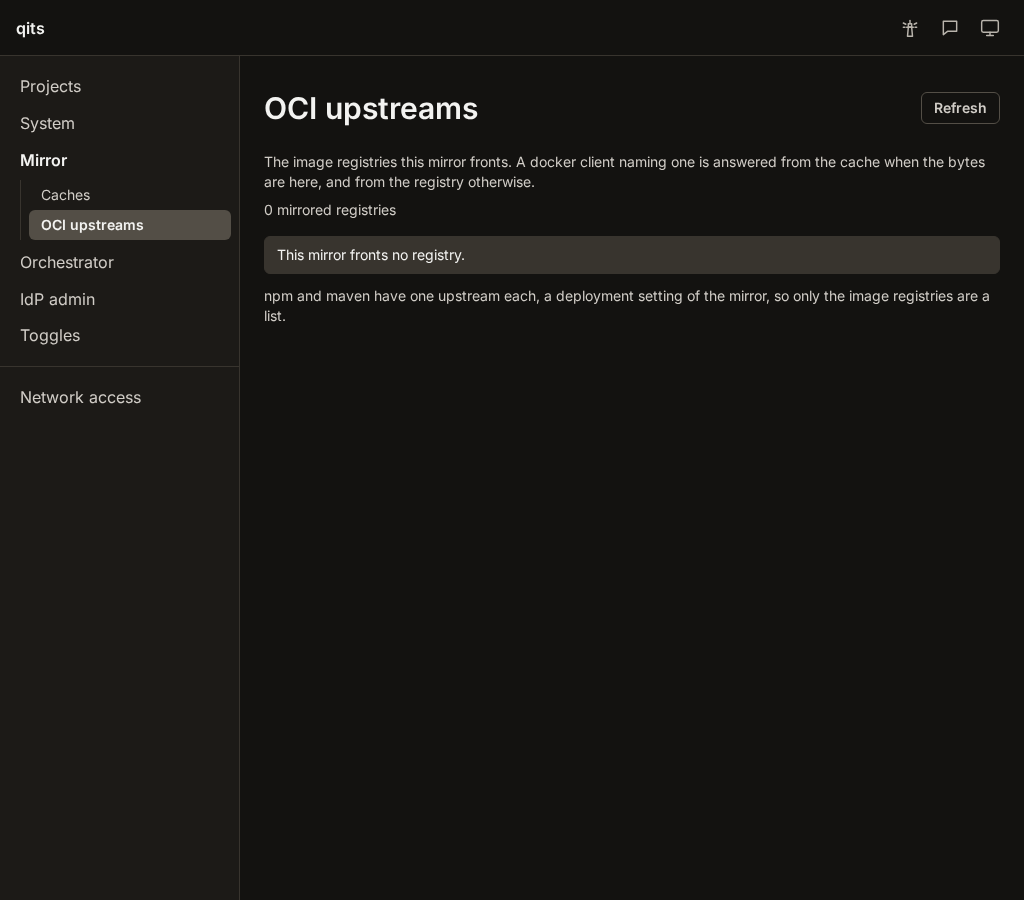 qits
Projects
System
Mirror
Caches
OCI upstreams
Orchestrator
IdP admin
Toggles
Network access
OCI upstreams
Refresh
The image registries this mirror fronts. A docker client naming one is answered from the cache when the bytes
are here, and from the registry otherwise.
0 mirrored registries
This mirror fronts no registry.
npm and maven have one upstream each, a deployment setting of the mirror, so only the image registries are a
list.